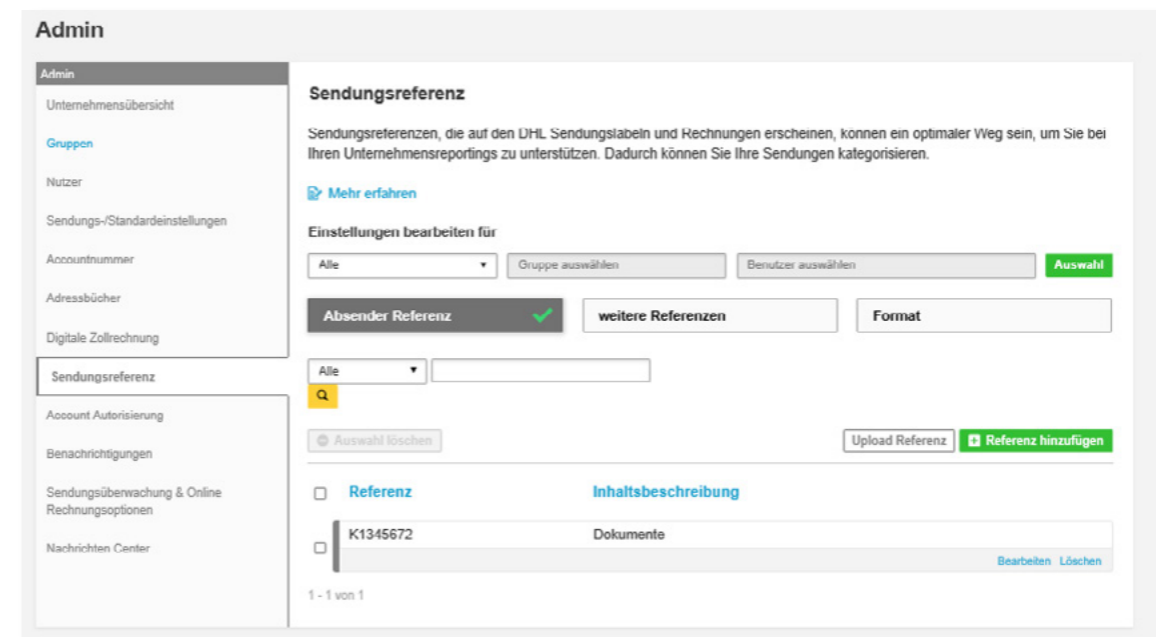 Admin
Admin
Unternehmensübersicht
Gruppen
Nutzer
Sendungs-/Standardeinstellungen
Accountnummer
Adressbücher
Digitale Zollrechnung
Sendungsreferenz
Account Autorisierung
Benachrichtigungen
Sendungsüberwachung & Online
Rechnungsoptionen
Nachrichten Center
Sendungsreferenz
Sendungsreferenzen, die auf den DHL Sendungslabeln und Rechnungen erscheinen, können ein optimaler Weg sein, um Sie bei
Ihren Unternehmensreportings zu unterstützen. Dadurch können Sie Ihre Sendungen kategorisieren.
Mehr erfahren
Einstellungen bearbeiten für
Alle Gruppe auswählen Benutzer auswählen Auswahl
Absender Referenz weitere Referenzen Format
Alle
Auswahl löschen Upload Referenz Referenz hinzufügen
Referenz Inhaltsbeschreibung
K1345672 Dokumente
Bearbeiten Löschen
1 - 1 von 1